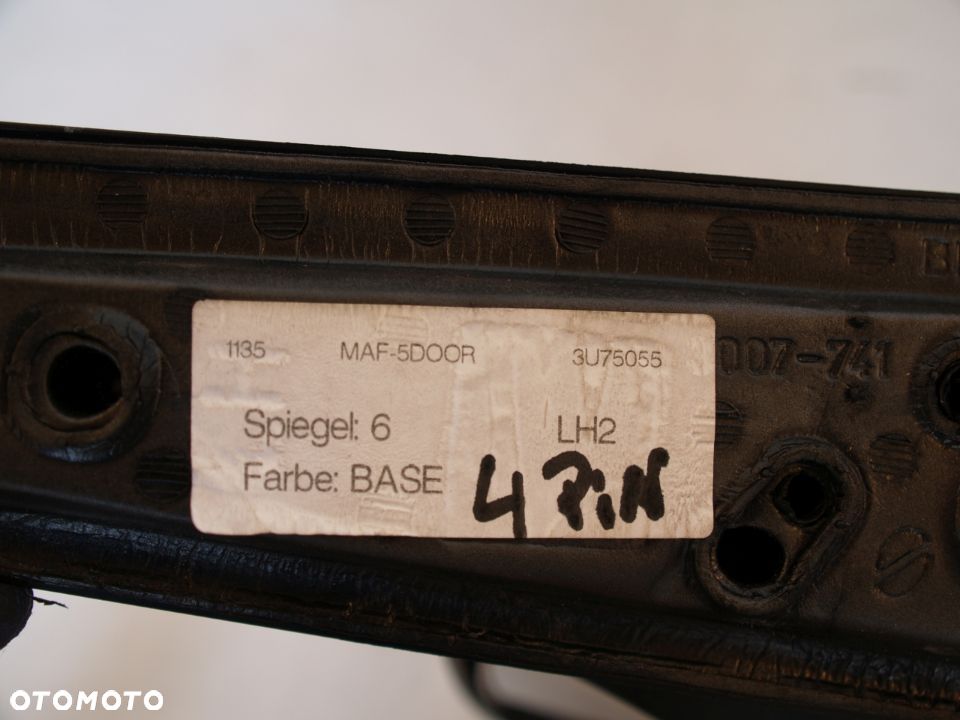 1135 MAF-5DOOR 3U75055
007-741
Spiegel: 6 LH2
Farbe: BASE 4 PiN
OTOMOTO